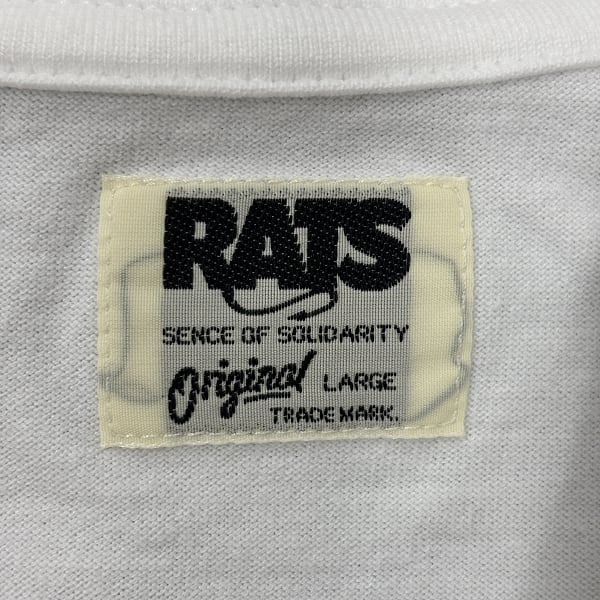 RATS
SENCE OF SOLIDARITY
Original LARGE
TRADE MARK.